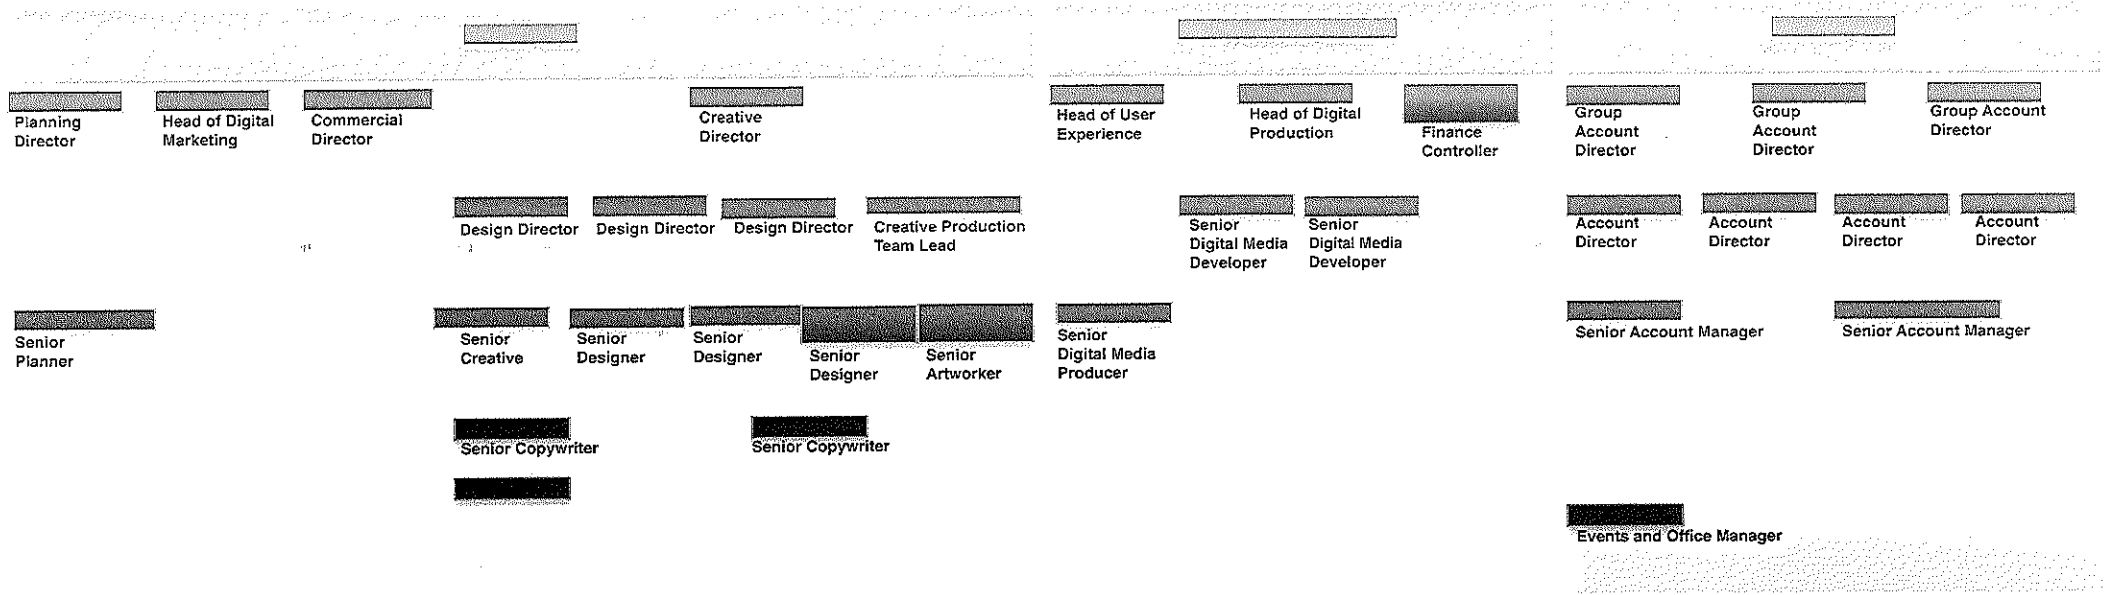 Planning
Director
Head of Digital
Marketing
Commercial
Director
Creative
Director
Head of User
Experience
Head of Digital
Production
Finance
Controller
Group
Account
Director
Group
Account
Director
Group Account
Director
Design Director
Design Director
Design Director
Creative Production
Team Lead
Senior
Digital Media
Developer
Senior
Digital Media
Developer
Account
Director
Account
Director
Account
Director
Account
Director
Senior
Planner
Senior
Creative
Senior
Designer
Senior
Designer
Senior
Designer
Senior
Artworker
Senior
Digital Media
Producer
Senior Account Manager
Senior Account Manager
Senior Copywriter
Senior Copywriter
Events and Office Manager